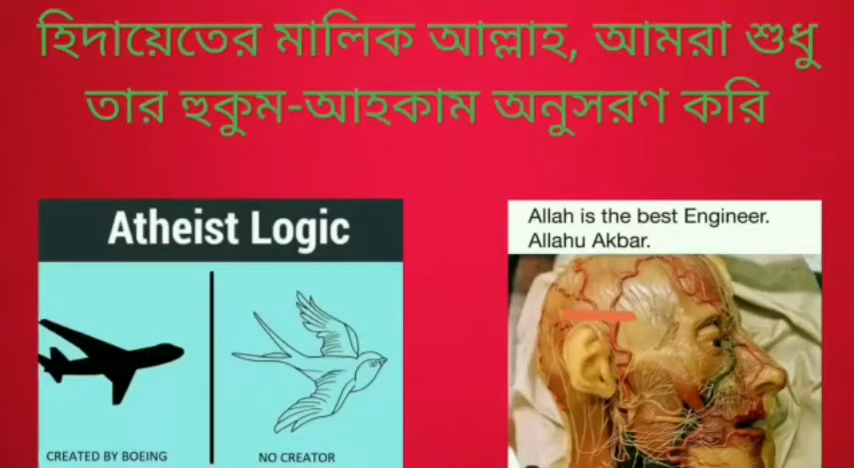 হিদায়েতের মালিক আল্লাহ, আমরা শুধু
তার হুকুম-আহকাম অনুসরণ করি
Atheist Logic
CREATED BY BOEING
NO CREATOR
Allah is the best Engineer.
Allahu Akbar.